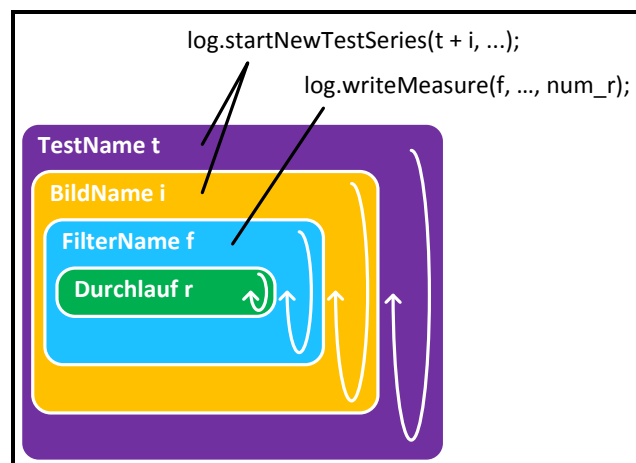 log.startNewTestSeries(t + i, ...);
log.writeMeasure(f, …, num_r);
TestName t
BildName i
FilterName f
Durchlauf r